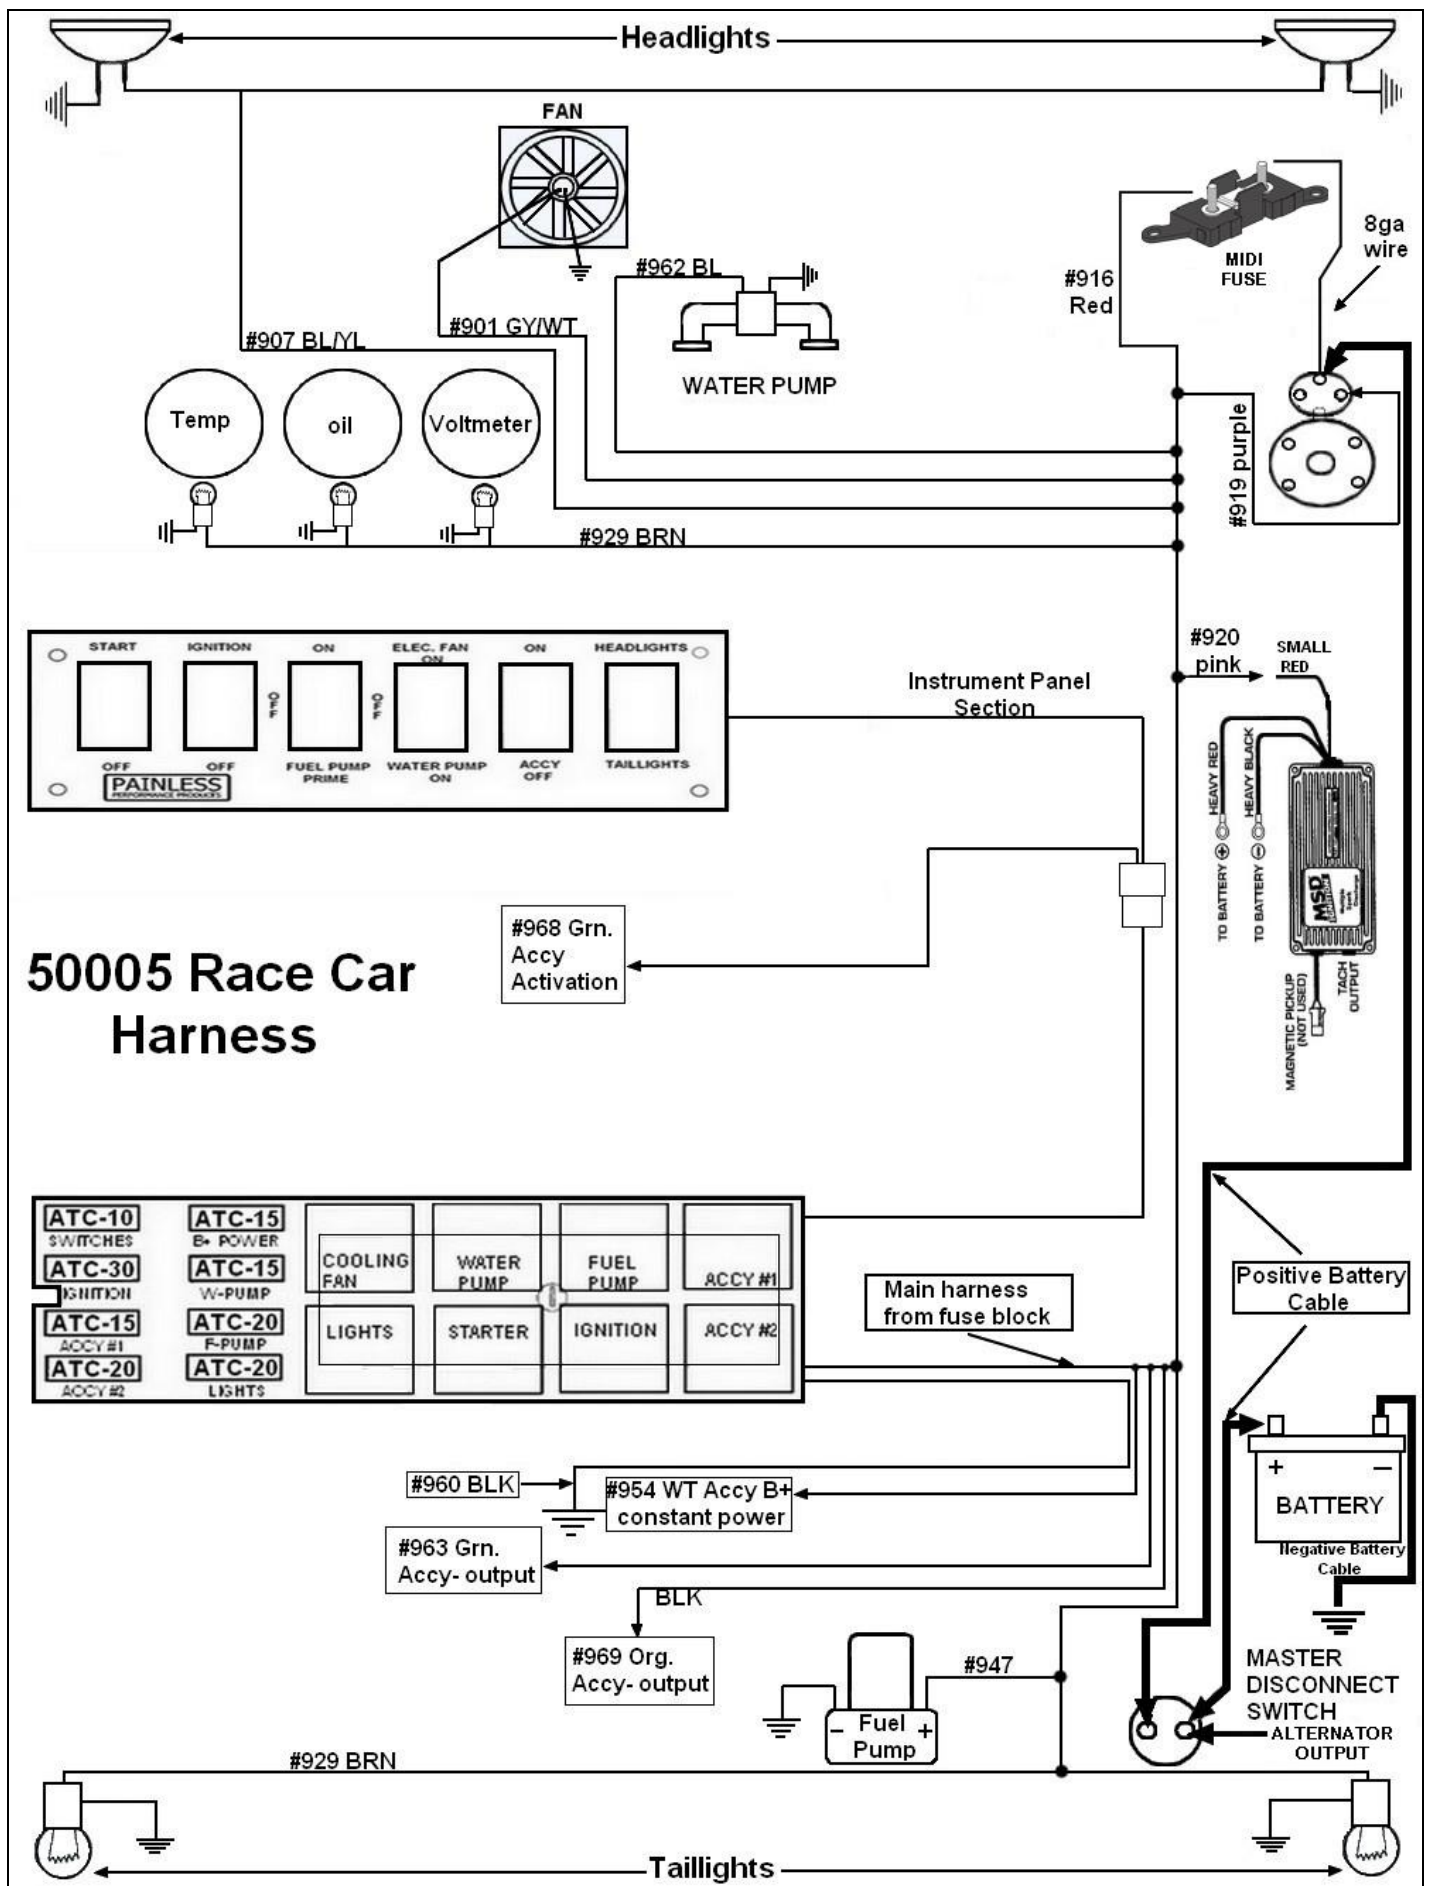 Headlights
FAN
8ga
wire
MIDI
FUSE
#962 BL
#916
Red
#901 GY/WT
#907 BL/YL
WATER PUMP
Temp
oil
Voltmeter
#919 purple
#929 BRN
#920
pink
SMALL
RED
START
IGNITION
ON
ELEC. FAN
ON
ON
HEADLIGHTS
OFF
OFF
OFF
OFF
FUEL PUMP
PRIME
WATER PUMP
ON
ACCY
OFF
TAILLIGHTS
PAINLESS
PERFORMANCE PRODUCTS
Instrument Panel
Section
HEAVY RED
HEAVY BLACK
TO BATTERY +
TO BATTERY -
MSD
IGNITION
Multiple
Spark
Discharge
MAGNETIC PICKUP
(NOT USED)
TACH
OUTPUT
#968 Grn.
Accy
Activation
50005 Race Car
Harness
ATC-10
SWITCHES
ATC-15
B+ POWER
ATC-30
IGNITION
ATC-15
W-PUMP
ATC-15
ACCY #1
ATC-20
F-PUMP
ATC-20
ACCY #2
ATC-20
LIGHTS
COOLING
FAN
WATER
PUMP
FUEL
PUMP
ACCY #1
LIGHTS
STARTER
IGNITION
ACCY #2
Main harness
from fuse block
Positive Battery
Cable
+
—
BATTERY
Negative Battery
Cable
#960 BLK
#954 WT Accy B+
constant power
#963 Grn.
Accy- output
BLK
#969 Org.
Accy- output
#947
- Fuel +
Pump
MASTER
DISCONNECT
SWITCH
ALTERNATOR
OUTPUT
#929 BRN
Taillights